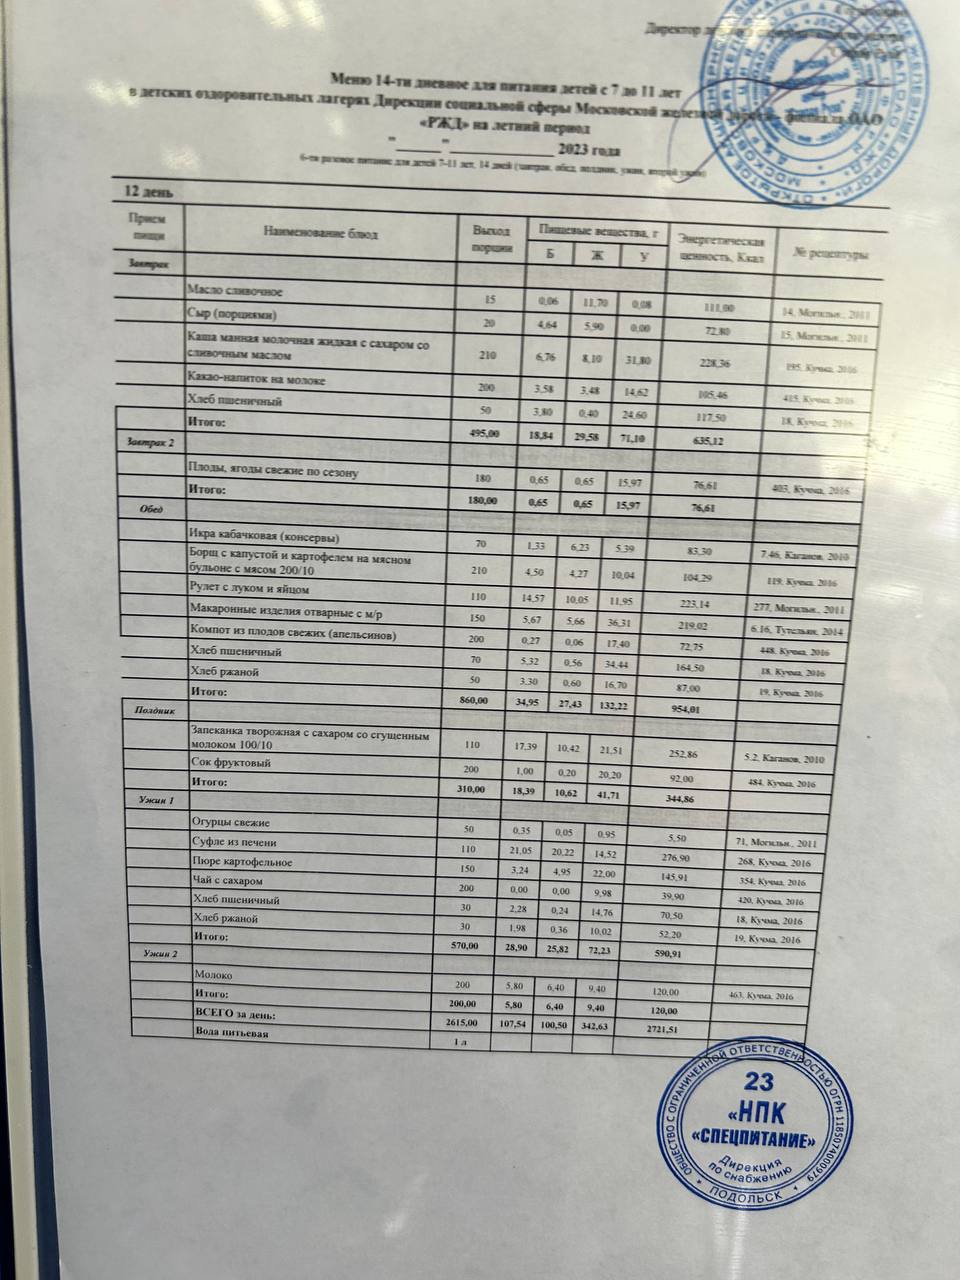 Директор
Меню 14-ти дневное для питания детей с 7 до 11 лет
в детских оздоровительных лагерях Дирекции социальной сферы Московской железной дороги - филиала ОАО
«РЖД» на летний период
"_____" _____________ 2023 года
6-ти разовое питание для детей 7-11 лет, 14 дней (завтрак, обед, полдник, ужин, второй ужин)
12 день
Прием пищи Наименование блюд Выход порции Пищевые вещества, г Энергетическая ценность, Ккал № рецептуры
Б Ж У
Завтрак
Масло сливочное 15 0,06 11,70 0,08 111,00 14, Могильн., 2011
Сыр (порциями) 20 4,64 5,90 0,00 72,80 15, Могильн., 2011
Каша манная молочная жидкая с сахаром со
сливочным маслом 210 6,76 8,10 31,80 228,36 195, Кучма, 2016
Какао-напиток на молоке 200 3,58 3,48 14,62 105,46 415, Кучма, 2016
Хлеб пшеничный 50 3,80 0,40 24,60 117,50 18, Кучма, 2016
Итого: 495,00 18,84 29,58 71,10 635,12
Завтрак 2
Плоды, ягоды свежие по сезону 180 0,65 0,65 15,97 76,61 403, Кучма, 2016
Итого: 180,00 0,65 0,65 15,97 76,61
Обед
Икра кабачковая (консервы) 70 1,33 6,23 5,39 83,30 7.46, Каганов, 2010
Борщ с капустой и картофелем на мясном
бульоне с мясом 200/10 210 4,50 4,27 10,04 104,29 119, Кучма, 2016
Рулет с луком и яйцом 110 14,57 10,05 11,95 223,14 277, Могильн., 2011
Макаронные изделия отварные с м/р 150 5,67 5,66 36,31 219,02 6.16, Тутельян, 2014
Компот из плодов свежих (апельсинов) 200 0,27 0,06 17,40 72,75 448, Кучма, 2016
Хлеб пшеничный 70 5,32 0,56 34,44 164,50 18, Кучма, 2016
Хлеб ржаной 50 3,30 0,60 16,70 87,00 19, Кучма, 2016
Итого: 860,00 34,95 27,43 132,22 954,01
Полдник
Запеканка творожная с сахаром со сгущенным
молоком 100/10 110 17,39 10,42 21,51 252,86 5.2, Каганов, 2010
Сок фруктовый 200 1,00 0,20 20,20 92,00 484, Кучма, 2016
Итого: 310,00 18,39 10,62 41,71 344,86
Ужин 1
Огурцы свежие 50 0,35 0,05 0,95 5,50 71, Могильн., 2011
Суфле из печени 110 21,05 20,22 14,52 276,90 268, Кучма, 2016
Пюре картофельное 150 3,24 4,95 22,00 145,91 354, Кучма, 2016
Чай с сахаром 200 0,00 0,00 9,98 39,90 420, Кучма, 2016
Хлеб пшеничный 30 2,28 0,24 14,76 70,50 18, Кучма, 2016
Хлеб ржаной 30 1,98 0,36 10,02 52,20 19, Кучма, 2016
Итого: 570,00 28,90 25,82 72,23 590,91
Ужин 2
Молоко 200 5,80 6,40 9,40 120,00 463, Кучма, 2016
Итого: 200,00 5,80 6,40 9,40 120,00
ВСЕГО за день: 2615,00 107,54 100,50 342,63 2721,51
Вода питьевая 1 л
ОБЩЕСТВО С ОГРАНИЧЕННОЙ ОТВЕТСТВЕННОСТЬЮ ОГРН 1185074000979
23
«НПК
«СПЕЦПИТАНИЕ»
Дирекция
по снабжению
* ПОДОЛЬСК *